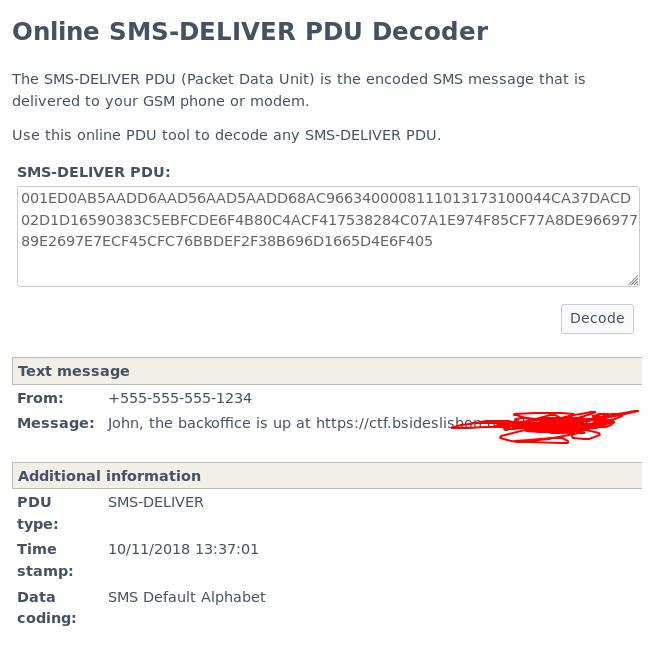 Online SMS-DELIVER PDU Decoder
The SMS-DELIVER PDU (Packet Data Unit) is the encoded SMS message that is
delivered to your GSM phone or modem.
Use this online PDU tool to decode any SMS-DELIVER PDU.
SMS-DELIVER PDU:
001ED0AB5AADD6AAD56AAD5AADD68AC9663400008111013173100044CA37DACD
02D1D16590383C5EBFCDE6F4B80C4ACF417538284C07A1E974F85CF77A8DE966977
89E2697E7ECF45CFC76BBDEF2F38B696D1665D4E6F405
Decode
Text message
From: +555-555-555-1234
Message: John, the backoffice is up at https://ctf.bsideslisbon
Additional information
PDU type: SMS-DELIVER
Time stamp: 10/11/2018 13:37:01
Data coding: SMS Default Alphabet